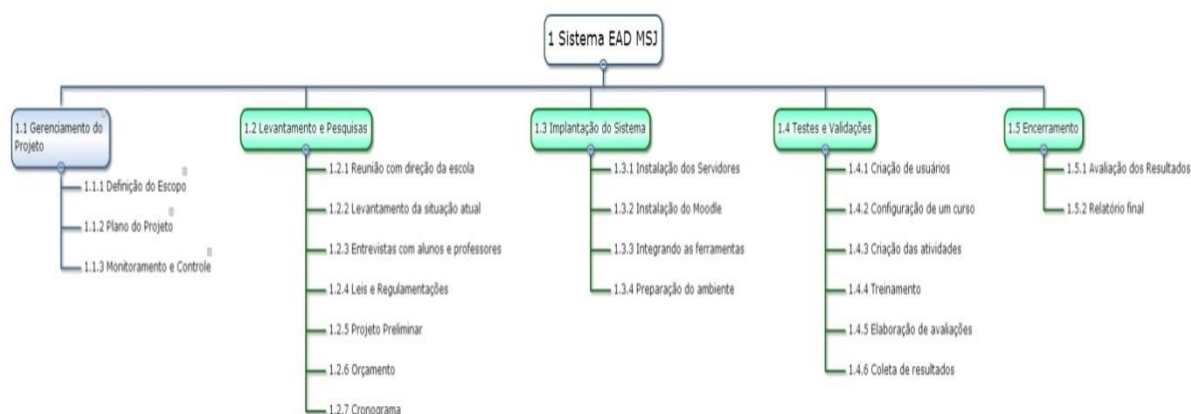 1 Sistema EAD MSJ
1.1 Gerenciamento do
Projeto
1.1.1 Definição do Escopo
1.1.2 Plano do Projeto
1.1.3 Monitoramento e Controle
1.2 Levantamento e Pesquisas
1.2.1 Reunião com direção da escola
1.2.2 Levantamento da situação atual
1.2.3 Entrevistas com alunos e professores
1.2.4 Leis e Regulamentações
1.2.5 Projeto Preliminar
1.2.6 Orçamento
1.2.7 Cronograma
1.3 Implantação do Sistema
1.3.1 Instalação dos Servidores
1.3.2 Instalação do Moodle
1.3.3 Integrando as ferramentas
1.3.4 Preparação do ambiente
1.4 Testes e Validações
1.4.1 Criação de usuários
1.4.2 Configuração de um curso
1.4.3 Criação das atividades
1.4.4 Treinamento
1.4.5 Elaboração de avaliações
1.4.6 Coleta de resultados
1.5 Encerramento
1.5.1 Avaliação dos Resultados
1.5.2 Relatório final